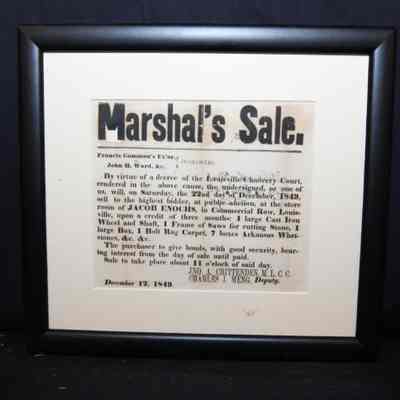 Marshal's Sale.
Francis Gammon's Ex'ors.
John H. Ward, &c.
By virtue of a decree of the Louisville Chancery Court,
rendered in the above cause, the undersigned, or one of
us, will, on Saturday, the 22nd day of December, 1849,
sell to the highest bidder, at public auction, at the store
room of JACOB ENOCHS, in Commercial Row, Louis-
ville, upon a credit of three months: 1 large Cast Iron
Wheel and Shaft, 1 Frame of Saws for cutting Stone, 1
large Box, 1 Bolt Rag Carpet, 7 boxes Arkansas Whet-
stones, &c. &c.
The purchaser to give bonds, with good security, bear-
ing interest from the day of sale until paid.
Sale to take place about 11 o'clock of said day.
JNO. A. CRITTENDEN, M. L. C. C.
CHARLES J. MENG, Deputy.
December 12, 1849